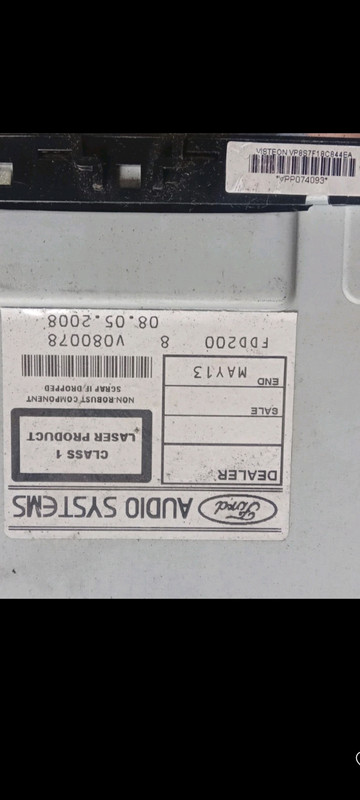 VISTEON VP8S7F18C844EA
*VPP074093*
Ford AUDIO SYSTEMS
DEALER
SALE
END MAY13
CLASS 1
LASER PRODUCT
NON-ROBUST COMPONENT
SCRAP IF DROPPED
FDD200 8 V080078
08.05.2008